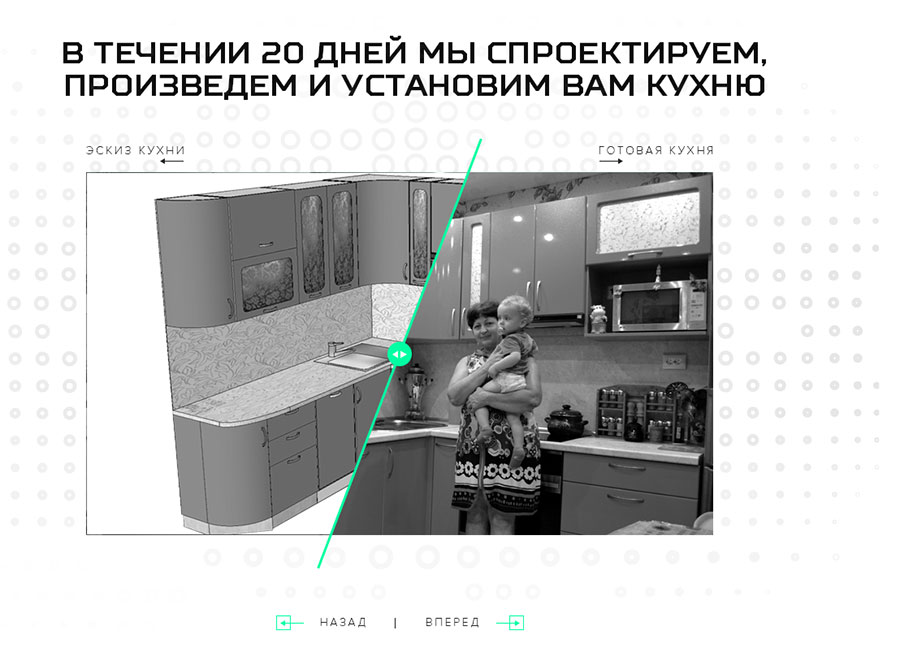 В ТЕЧЕНИИ 20 ДНЕЙ МЫ СПРОЕКТИРУЕМ,
ПРОИЗВЕДЕМ И УСТАНОВИМ ВАМ КУХНЮ
ЭСКИЗ КУХНИ
ГОТОВАЯ КУХНЯ
НАЗАД | ВПЕРЕД